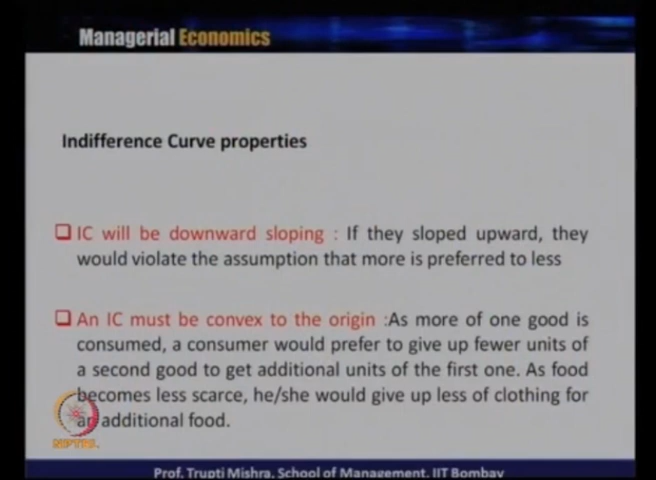 Managerial Economics
Indifference Curve properties
IC will be downward sloping : If they sloped upward, they
would violate the assumption that more is preferred to less
An IC must be convex to the origin :As more of one good is
consumed, a consumer would prefer to give up fewer units of
a second good to get additional units of the first one. As food
becomes less scarce, he/she would give up less of clothing for
an additional food.
NPTEL
Prof. Trupti Mishra, School of Management, IIT Bombay